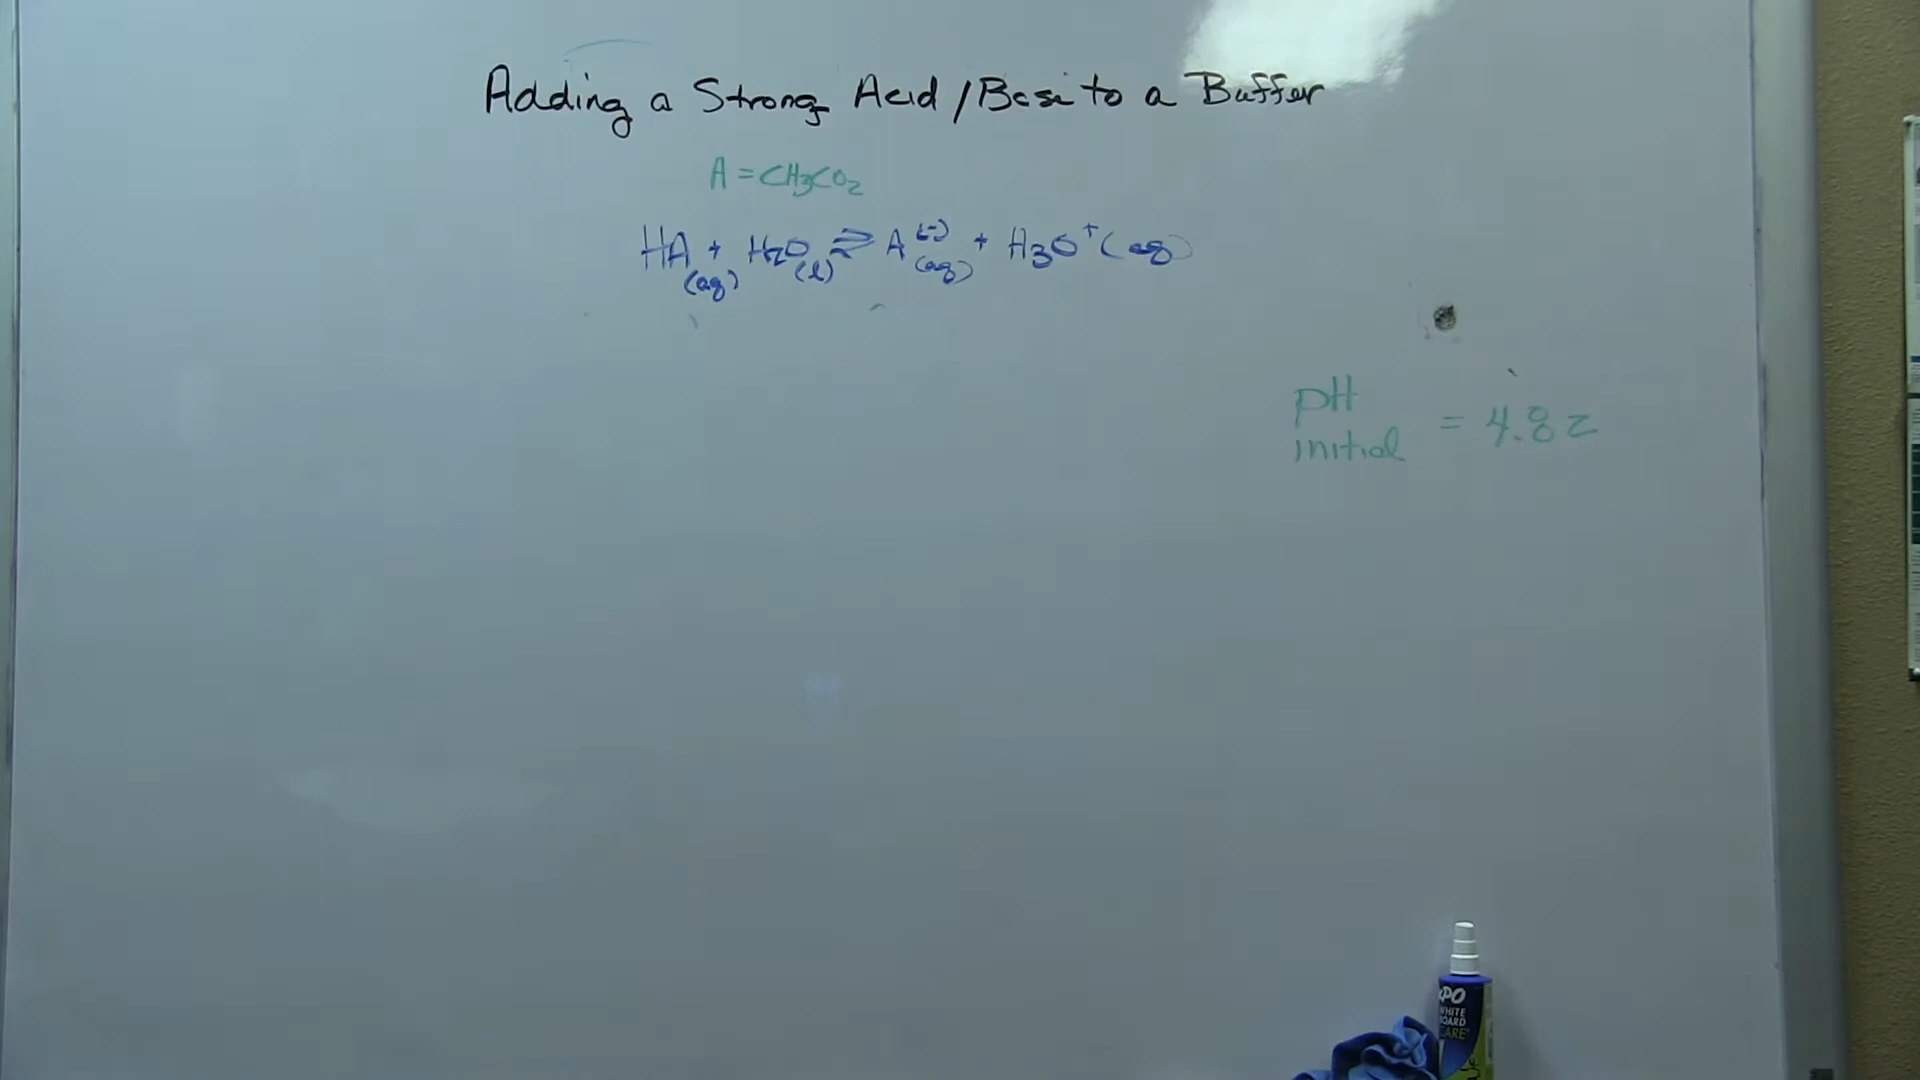 Adding a Strong Acid / Base to a Buffer
A = CH3CO2
HA(aq) + H2O(l) ⇌ A(-)(aq) + H3O+(aq)
pH initial = 4.82
XPO
WHITE
BOARD
CARE